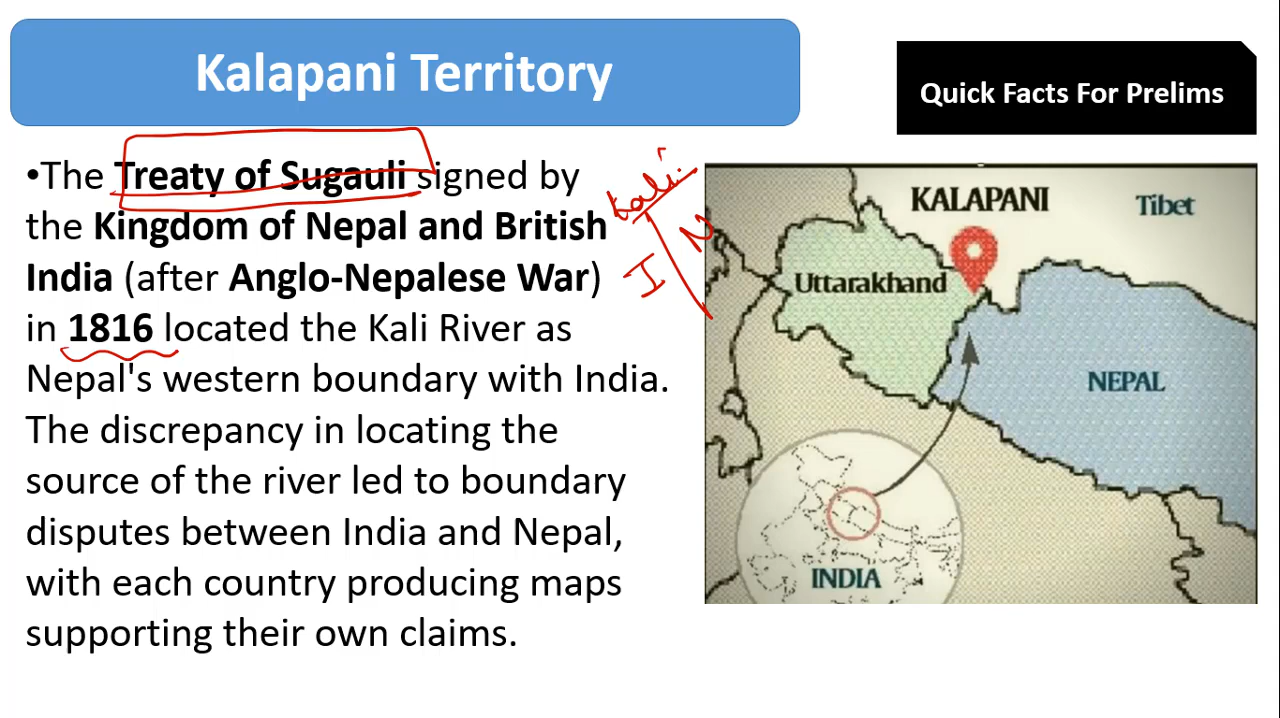 Kalapani Territory
Quick Facts For Prelims
•The Treaty of Sugauli signed by
the Kingdom of Nepal and British
India (after Anglo-Nepalese War)
in 1816 located the Kali River as
Nepal's western boundary with India.
The discrepancy in locating the
source of the river led to boundary
disputes between India and Nepal,
with each country producing maps
supporting their own claims.
Kali
I N
KALAPANI
Tibet
Uttarakhand
NEPAL
INDIA